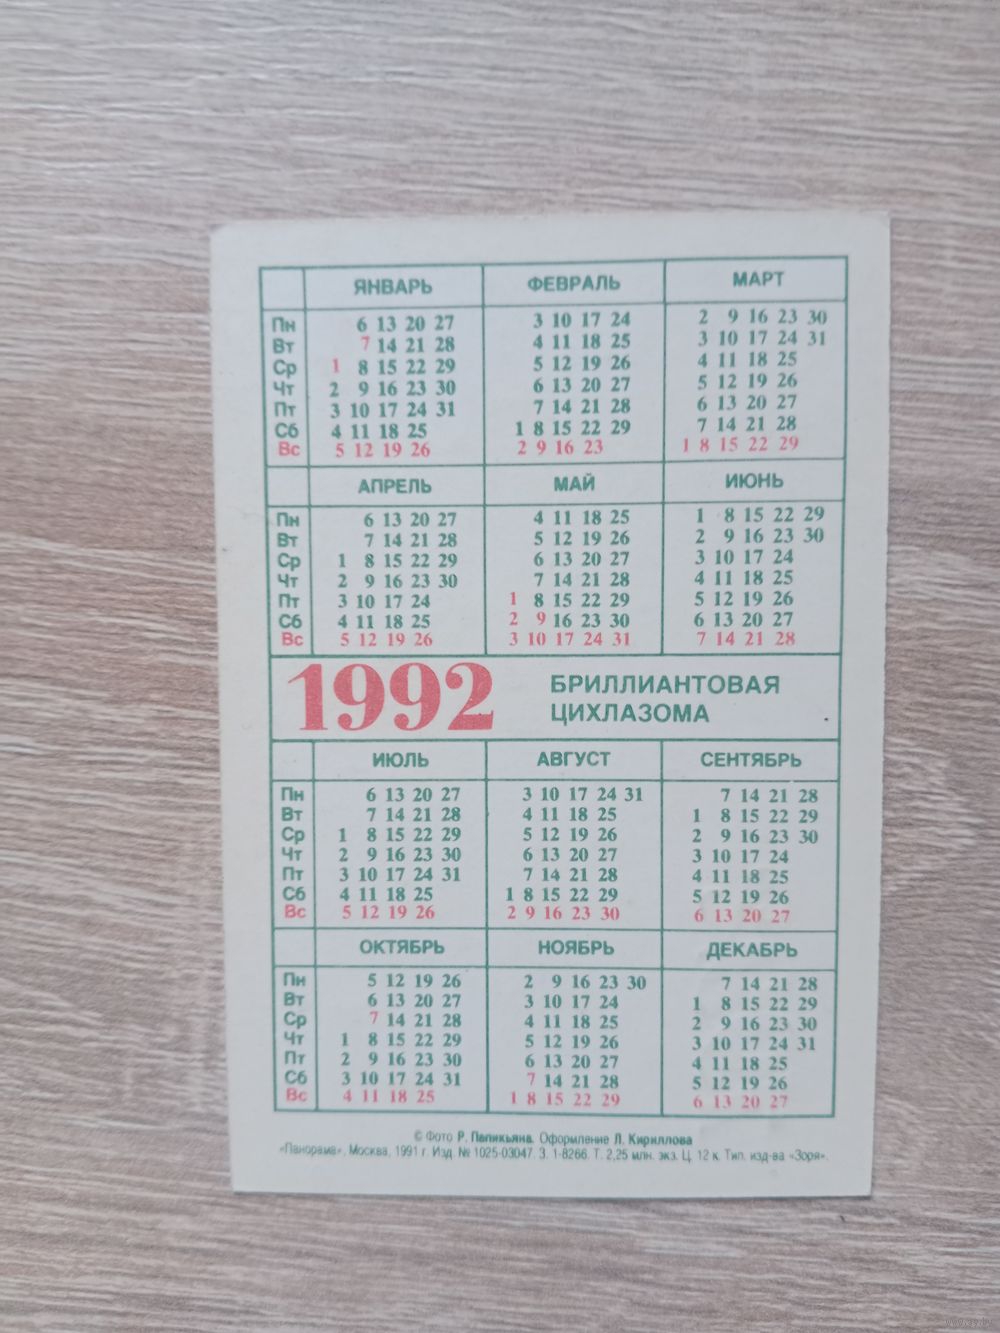 ЯНВАРЬ ФЕВРАЛЬ МАРТ
Пн 6 13 20 27 3 10 17 24 2 9 16 23 30
Вт 7 14 21 28 4 11 18 25 3 10 17 24 31
Ср 1 8 15 22 29 5 12 19 26 4 11 18 25
Чт 2 9 16 23 30 6 13 20 27 5 12 19 26
Пт 3 10 17 24 31 7 14 21 28 6 13 20 27
Сб 4 11 18 25 1 8 15 22 29 7 14 21 28
Вс 5 12 19 26 2 9 16 23 1 8 15 22 29
АПРЕЛЬ МАЙ ИЮНЬ
Пн 6 13 20 27 4 11 18 25 1 8 15 22 29
Вт 7 14 21 28 5 12 19 26 2 9 16 23 30
Ср 1 8 15 22 29 6 13 20 27 3 10 17 24
Чт 2 9 16 23 30 7 14 21 28 4 11 18 25
Пт 3 10 17 24 1 8 15 22 29 5 12 19 26
Сб 4 11 18 25 2 9 16 23 30 6 13 20 27
Вс 5 12 19 26 3 10 17 24 31 7 14 21 28
1992 БРИЛЛИАНТОВАЯ
ЦИХЛАЗОМА
ИЮЛЬ АВГУСТ СЕНТЯБРЬ
Пн 6 13 20 27 3 10 17 24 31 7 14 21 28
Вт 7 14 21 28 4 11 18 25 1 8 15 22 29
Ср 1 8 15 22 29 5 12 19 26 2 9 16 23 30
Чт 2 9 16 23 30 6 13 20 27 3 10 17 24
Пт 3 10 17 24 31 7 14 21 28 4 11 18 25
Сб 4 11 18 25 1 8 15 22 29 5 12 19 26
Вс 5 12 19 26 2 9 16 23 30 6 13 20 27
ОКТЯБРЬ НОЯБРЬ ДЕКАБРЬ
Пн 5 12 19 26 2 9 16 23 30 7 14 21 28
Вт 6 13 20 27 3 10 17 24 1 8 15 22 29
Ср 7 14 21 28 4 11 18 25 2 9 16 23 30
Чт 1 8 15 22 29 5 12 19 26 3 10 17 24 31
Пт 2 9 16 23 30 6 13 20 27 4 11 18 25
Сб 3 10 17 24 31 7 14 21 28 5 12 19 26
Вс 4 11 18 25 1 8 15 22 29 6 13 20 27
© Фото Р. Папикьяна. Оформление Л. Кириллова
«Панорама». Москва. 1991 г. Изд. № 1025-03047. З. 1-8266. Т. 2,25 млн. экз. Ц. 12 к. Тип. изд-ва «Зоря».